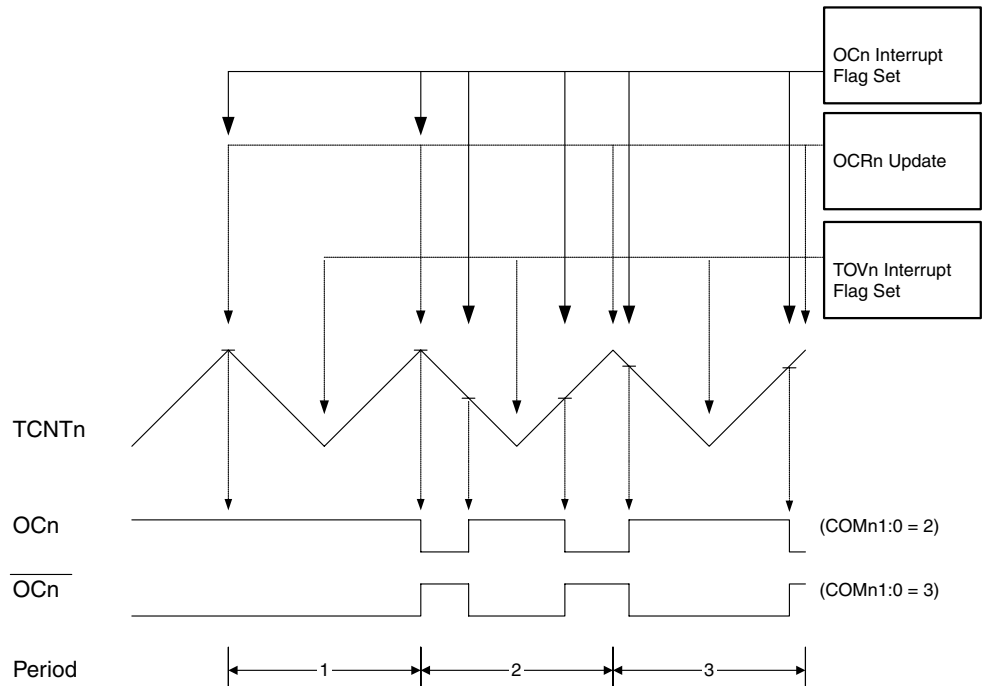 OCn Interrupt
Flag Set
OCRn Update
TOVn Interrupt
Flag Set
TCNTn
OCn
(COMn1:0 = 2)
OCn
(COMn1:0 = 3)
Period
1
2
3